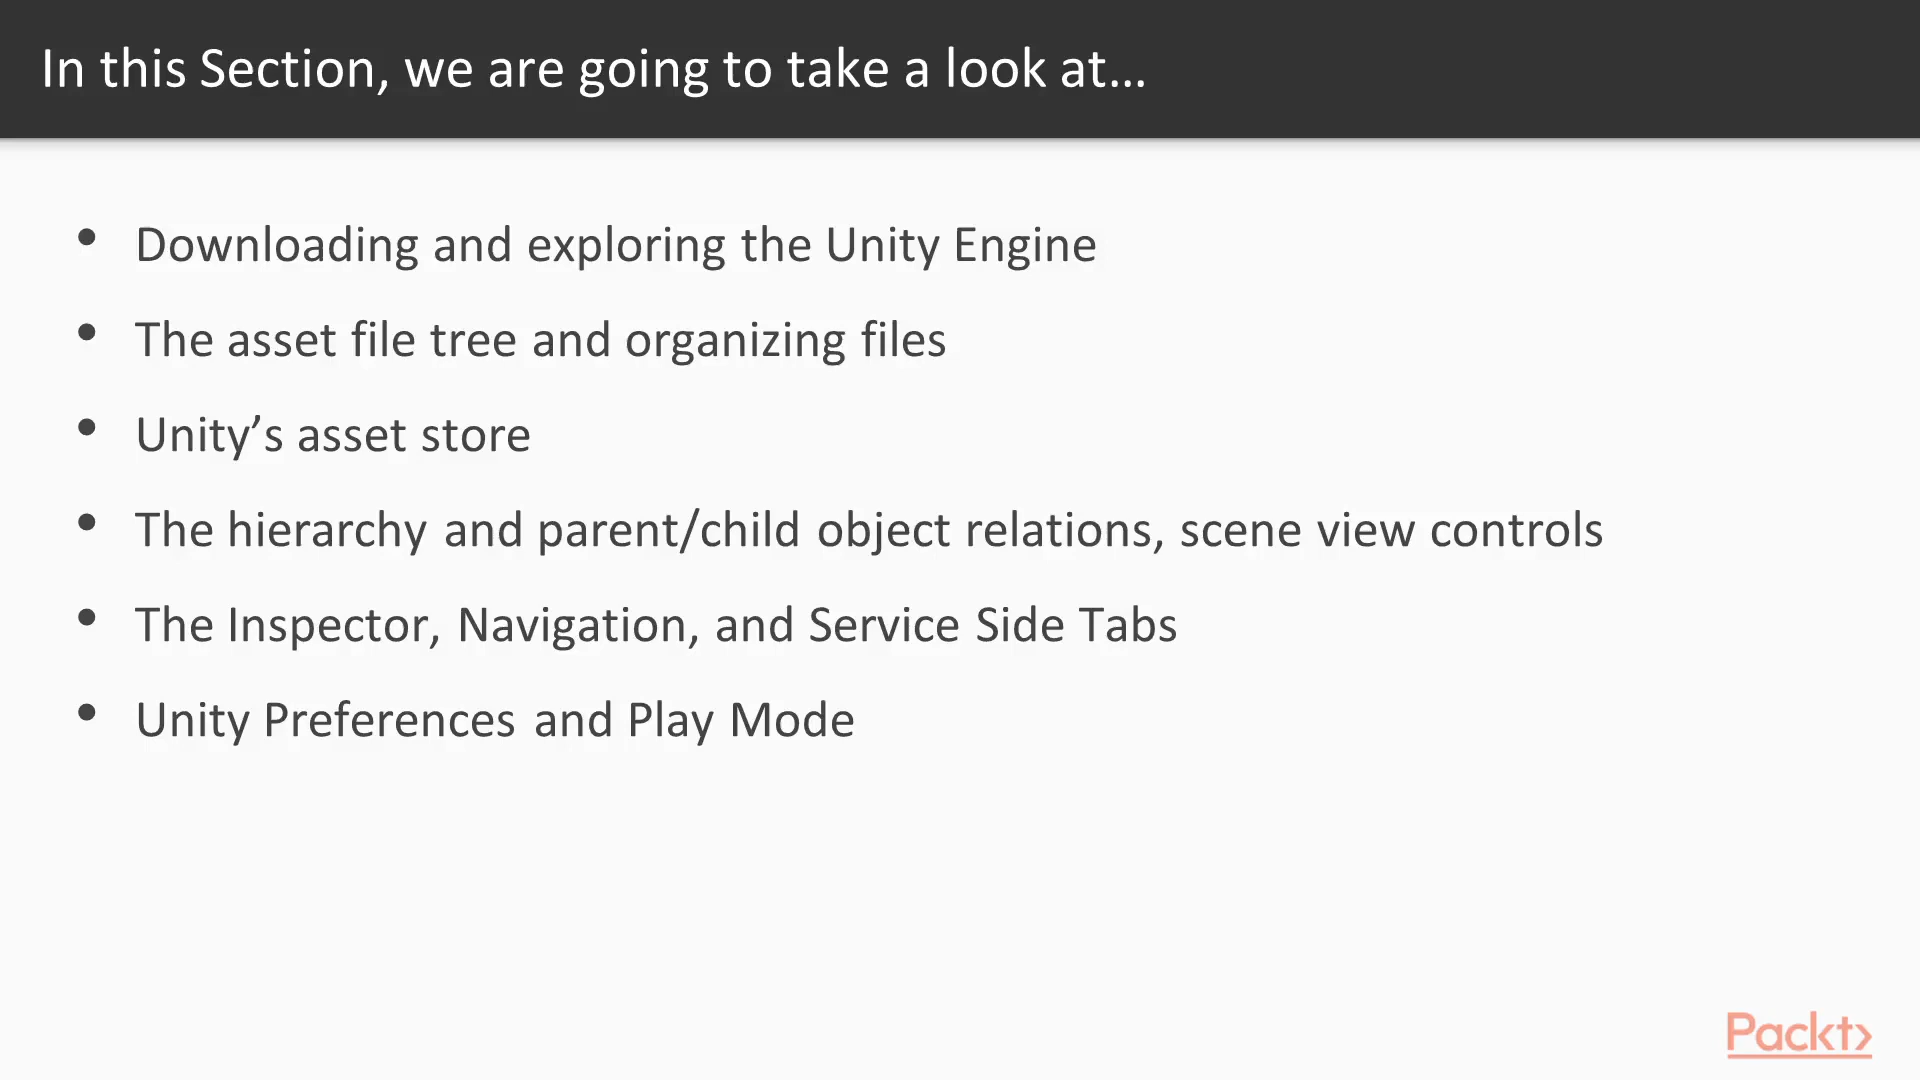 In this Section, we are going to take a look at...
• Downloading and exploring the Unity Engine
• The asset file tree and organizing files
• Unity’s asset store
• The hierarchy and parent/child object relations, scene view controls
• The Inspector, Navigation, and Service Side Tabs
• Unity Preferences and Play Mode
Packt>